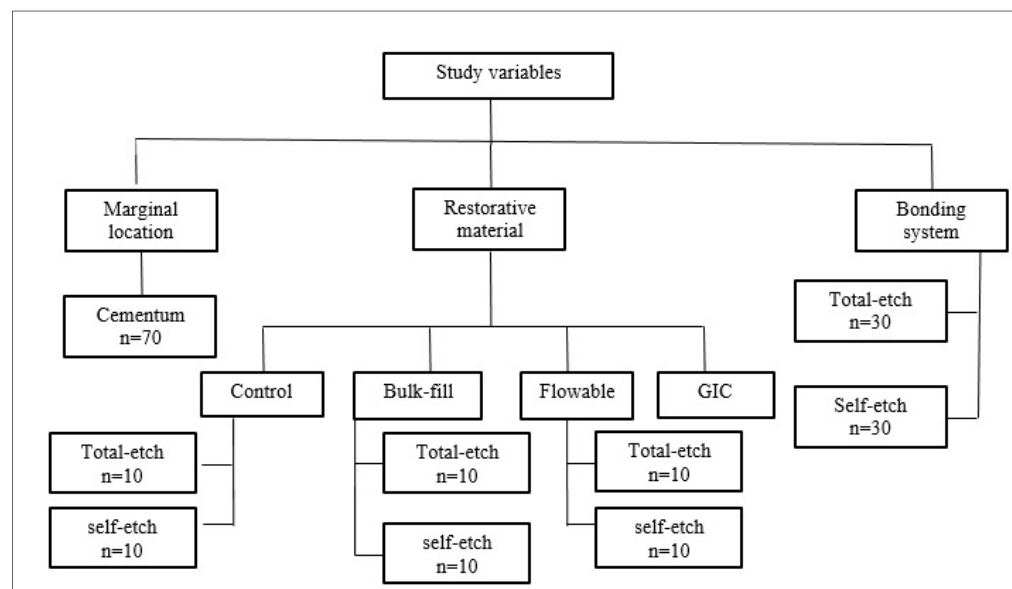 Study variables
Marginal
location
Restorative
material
Bonding
system
Cementum
n=70
Total-etch
n=30
Self-etch
n=30
Control
Bulk-fill
Flowable
GIC
Total-etch
n=10
Total-etch
n=10
Total-etch
n=10
self-etch
n=10
self-etch
n=10
self-etch
n=10